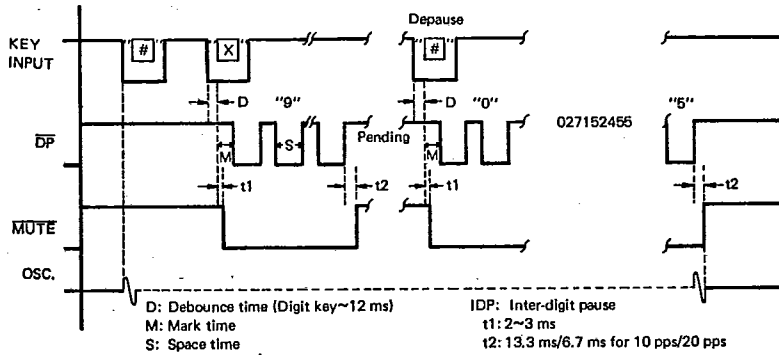 Depause
KEY INPUT
"#" "X" "#"
D "9" D "0" "5"
DP Pending 027152455
M S M
t1 t2 t1 t2
MUTE
OSC.
D: Debounce time (Digit key~12 ms)
M: Mark time
S: Space time
IDP: Inter-digit pause
t1: 2~3 ms
t2: 13.3 ms/6.7 ms for 10 pps/20 pps